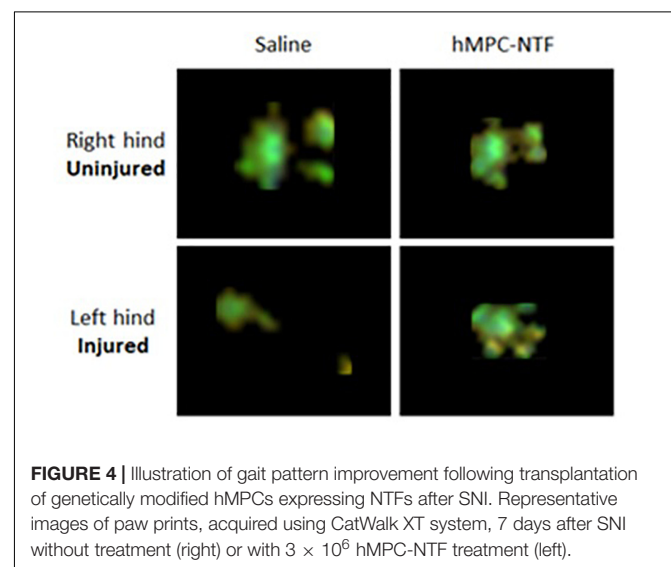 Saline hMPC-NTF
Right hind
Uninjured
Left hind
Injured
FIGURE 4 | Illustration of gait pattern improvement following transplantation
of genetically modified hMPCs expressing NTFs after SNI. Representative
images of paw prints, acquired using CatWalk XT system, 7 days after SNI
without treatment (right) or with 3 × 10⁶ hMPC-NTF treatment (left).